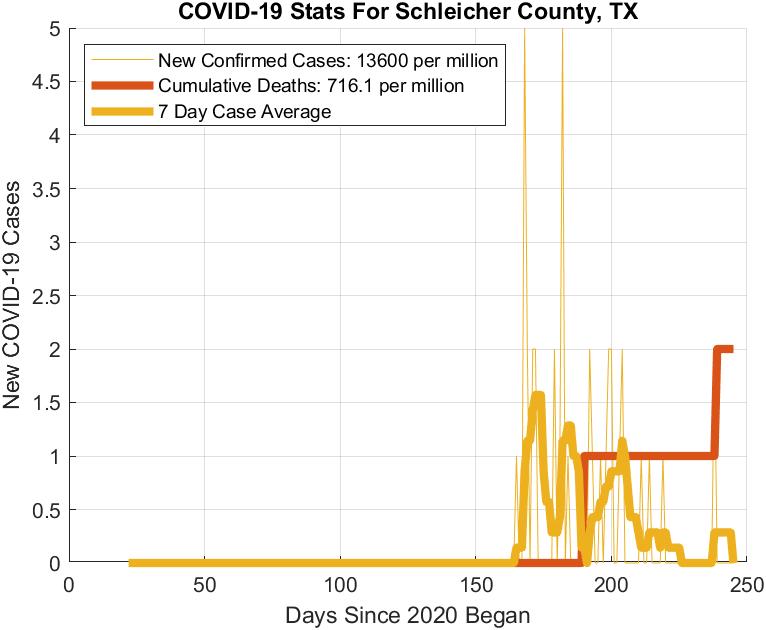 COVID-19 Stats For Schleicher County, TX
New Confirmed Cases: 13600 per million
Cumulative Deaths: 716.1 per million
7 Day Case Average
New COVID-19 Cases
5
4.5
4
3.5
3
2.5
2
1.5
1
0.5
0
0 50 100 150 200 250
Days Since 2020 Began